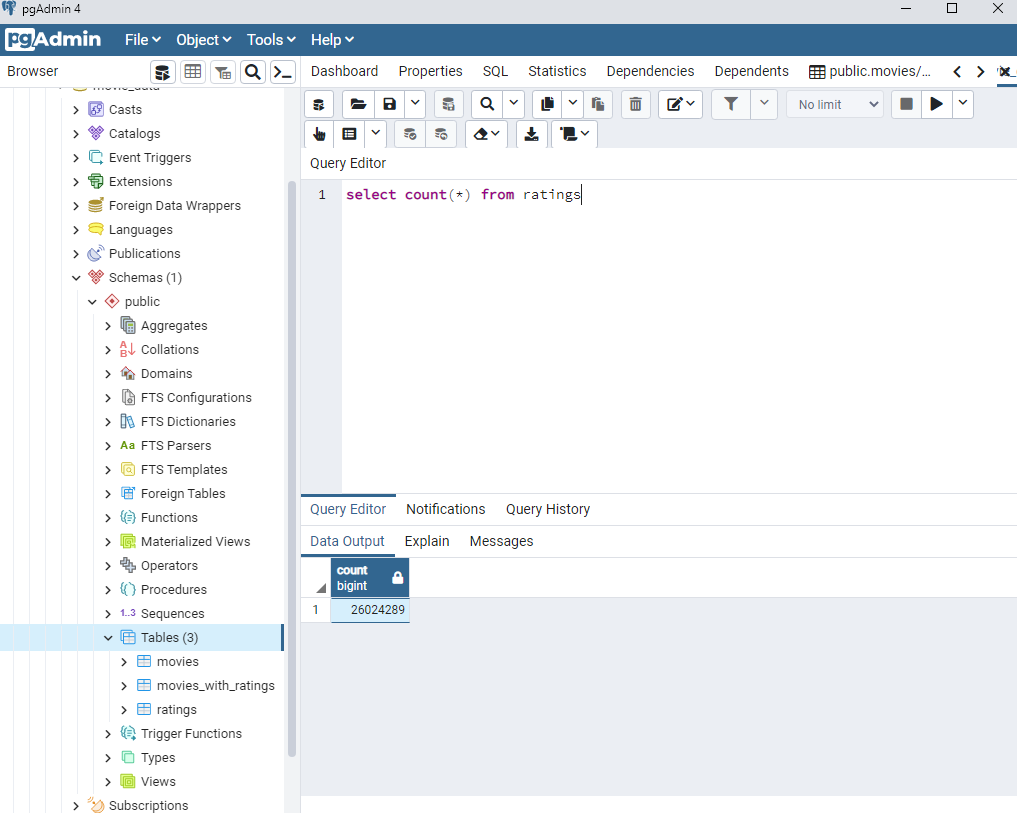 pgAdmin 4
pgAdmin File Object Tools Help
Browser
Dashboard Properties SQL Statistics Dependencies Dependents public.movies/...
No limit
Query Editor
1 select count(*) from ratings
movie_data
Casts
Catalogs
Event Triggers
Extensions
Foreign Data Wrappers
Languages
Publications
Schemas (1)
public
Aggregates
A↓
B
Collations
Domains
FTS Configurations
FTS Dictionaries
Aa FTS Parsers
FTS Templates
Foreign Tables
Functions
Materialized Views
Operators
Procedures
1..3 Sequences
Tables (3)
movies
movies_with_ratings
ratings
Trigger Functions
Types
Views
Subscriptions
Query Editor Notifications Query History
Data Output Explain Messages
count
bigint
1 26024289